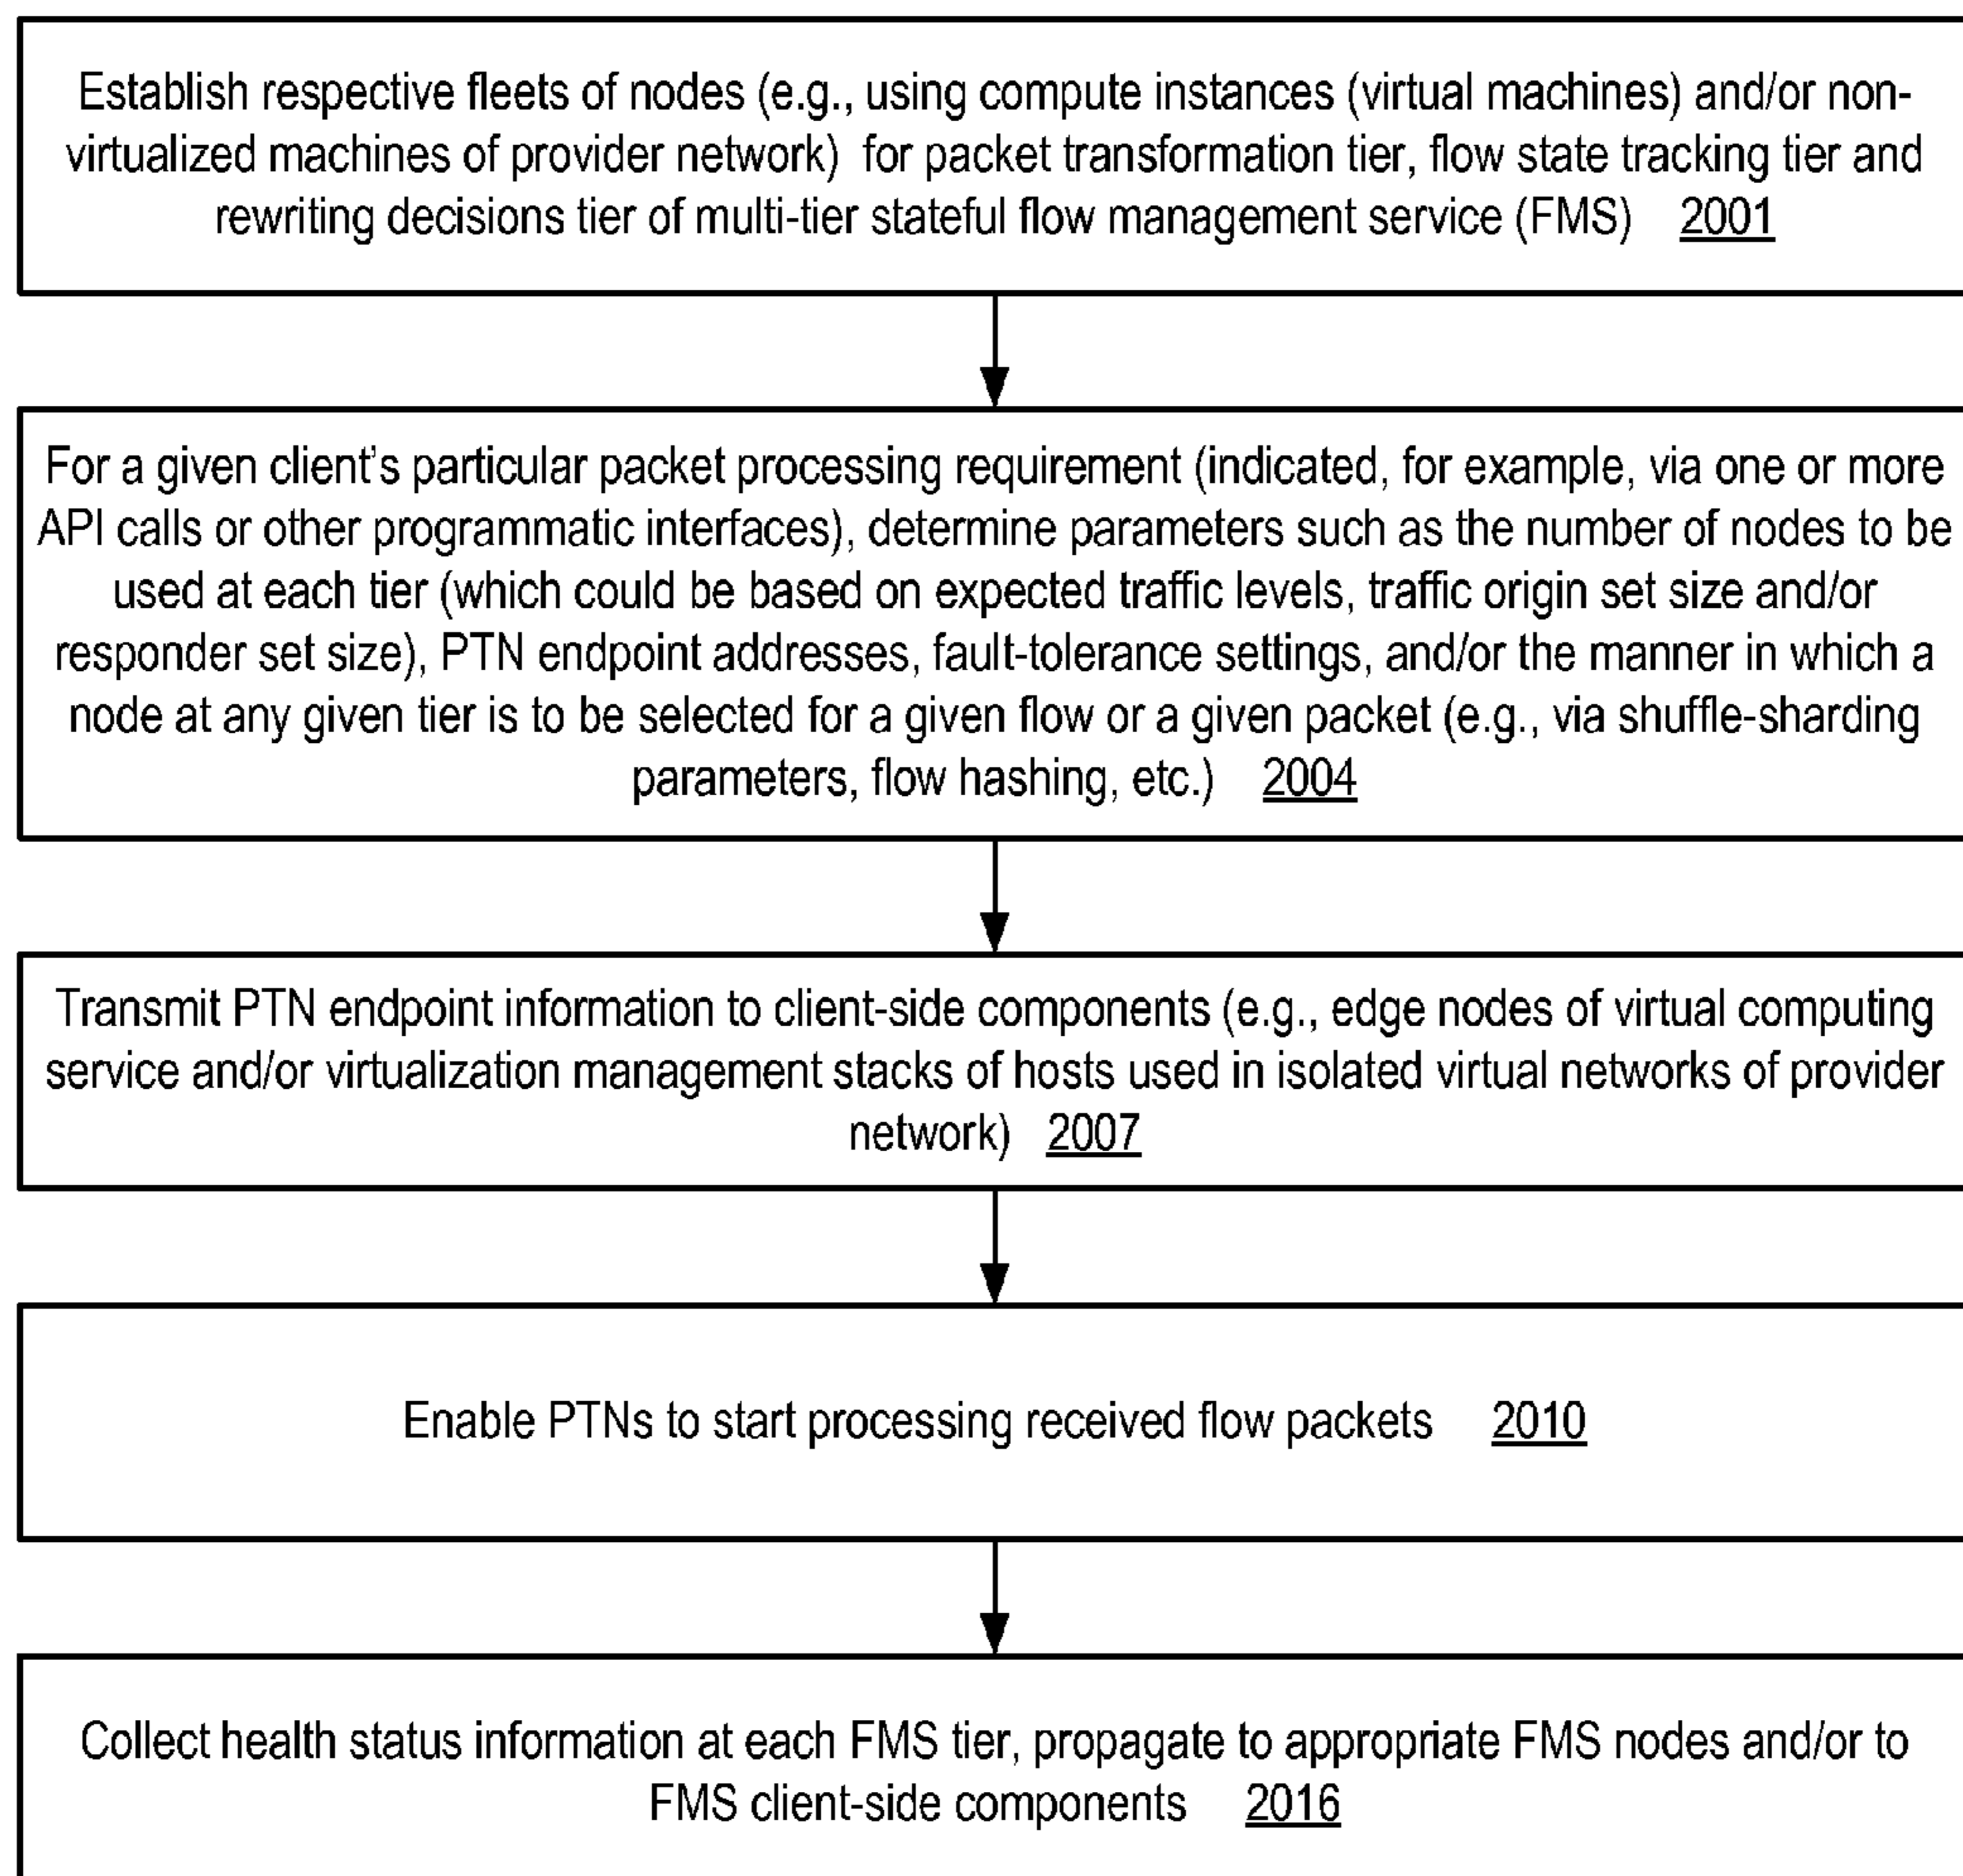 Establish respective fleets of nodes (e.g., using compute instances (virtual machines) and/or non-
virtualized machines of provider network) for packet transformation tier, flow state tracking tier and
rewriting decisions tier of multi-tier stateful flow management service (FMS) 2001
For a given client's particular packet processing requirement (indicated, for example, via one or more
API calls or other programmatic interfaces), determine parameters such as the number of nodes to be
used at each tier (which could be based on expected traffic levels, traffic origin set size and/or
responder set size), PTN endpoint addresses, fault-tolerance settings, and/or the manner in which a
node at any given tier is to be selected for a given flow or a given packet (e.g., via shuffle-sharding
parameters, flow hashing, etc.) 2004
Transmit PTN endpoint information to client-side components (e.g., edge nodes of virtual computing
service and/or virtualization management stacks of hosts used in isolated virtual networks of provider
network) 2007
Enable PTNs to start processing received flow packets 2010
Collect health status information at each FMS tier, propagate to appropriate FMS nodes and/or to
FMS client-side components 2016